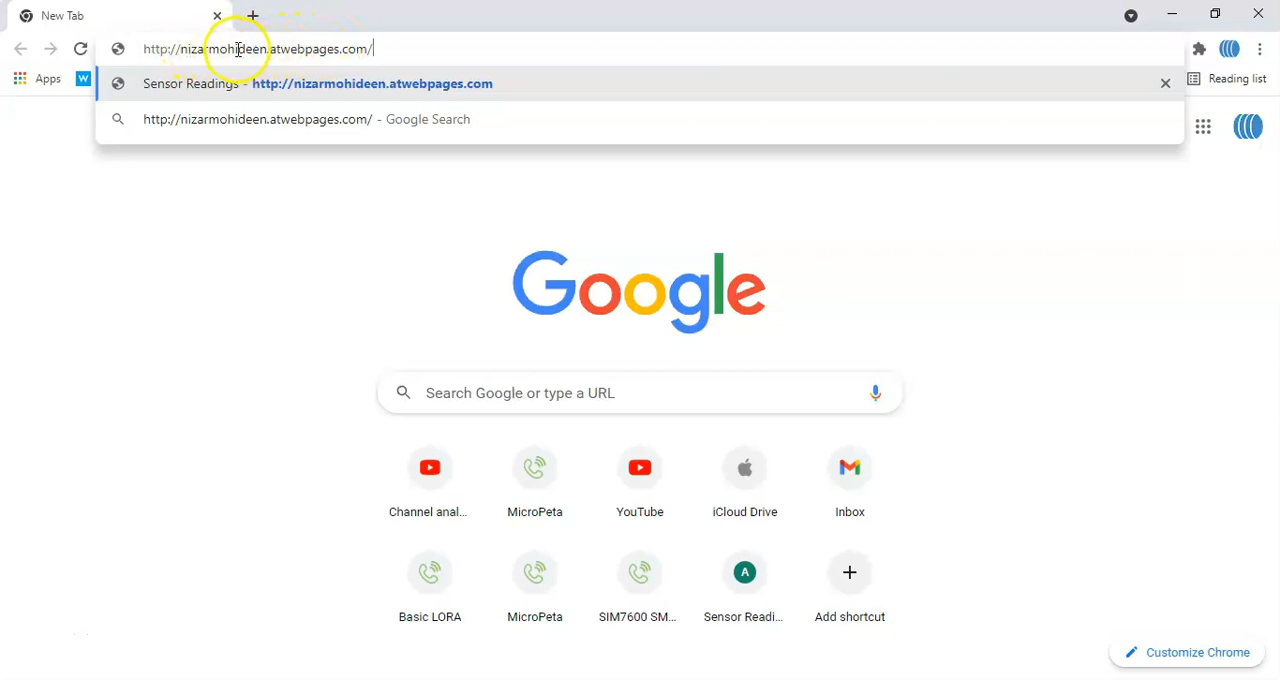 New Tab
http://nizarmohideen.atwebpages.com/
Sensor Readings - http://nizarmohideen.atwebpages.com
http://nizarmohideen.atwebpages.com/ - Google Search
Apps
W
Reading list
Google
Search Google or type a URL
Channel anal...
MicroPeta
YouTube
iCloud Drive
Inbox
A
Basic LORA
MicroPeta
SIM7600 SM...
Sensor Readi...
Add shortcut
Customize Chrome